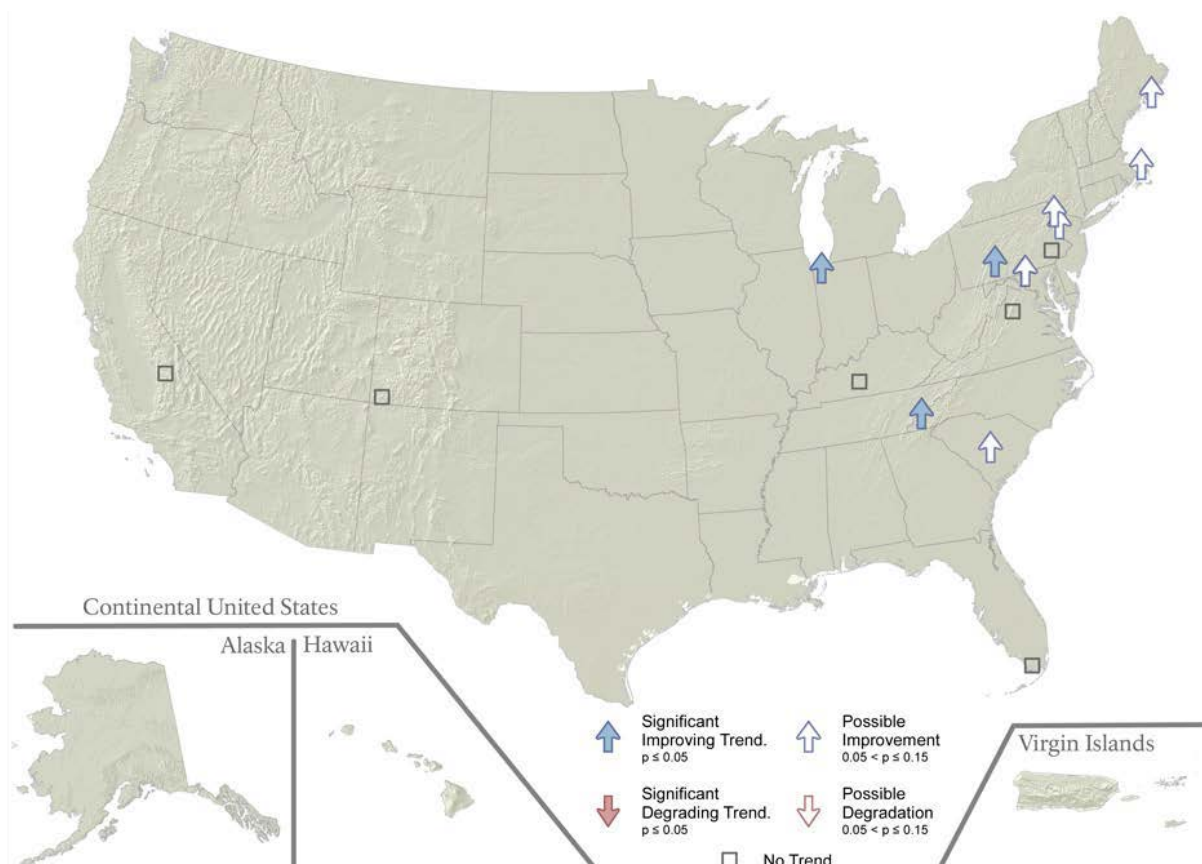 Continental United States
Alaska
Hawaii
Virgin Islands
Significant
Improving Trend.
p ≤ 0.05
Possible
Improvement
0.05 < p ≤ 0.15
Significant
Degrading Trend.
p ≤ 0.05
Possible
Degradation
0.05 < p ≤ 0.15
No Trend